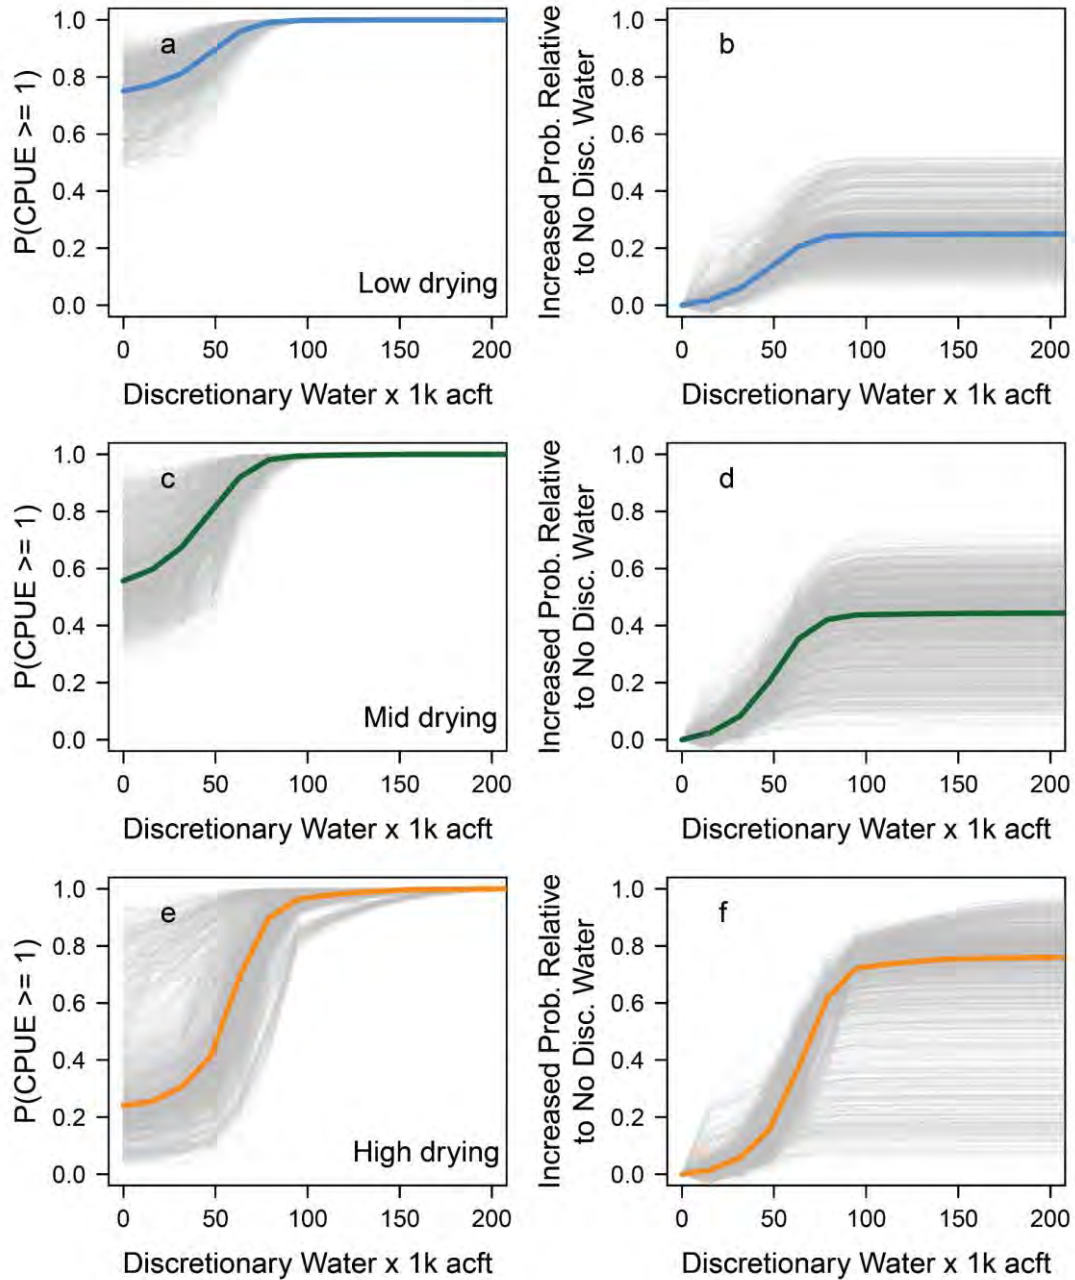 P(CPUE >= 1)
1.0
0.8
0.6
0.4
0.2
0.0
a
Low drying
0 50 100 150 200
Discretionary Water x 1k acft
Increased Prob. Relative
to No Disc. Water
1.0
0.8
0.6
0.4
0.2
0.0
b
0 50 100 150 200
Discretionary Water x 1k acft
P(CPUE >= 1)
1.0
0.8
0.6
0.4
0.2
0.0
c
Mid drying
0 50 100 150 200
Discretionary Water x 1k acft
Increased Prob. Relative
to No Disc. Water
1.0
0.8
0.6
0.4
0.2
0.0
d
0 50 100 150 200
Discretionary Water x 1k acft
P(CPUE >= 1)
1.0
0.8
0.6
0.4
0.2
0.0
e
High drying
0 50 100 150 200
Discretionary Water x 1k acft
Increased Prob. Relative
to No Disc. Water
1.0
0.8
0.6
0.4
0.2
0.0
f
0 50 100 150 200
Discretionary Water x 1k acft